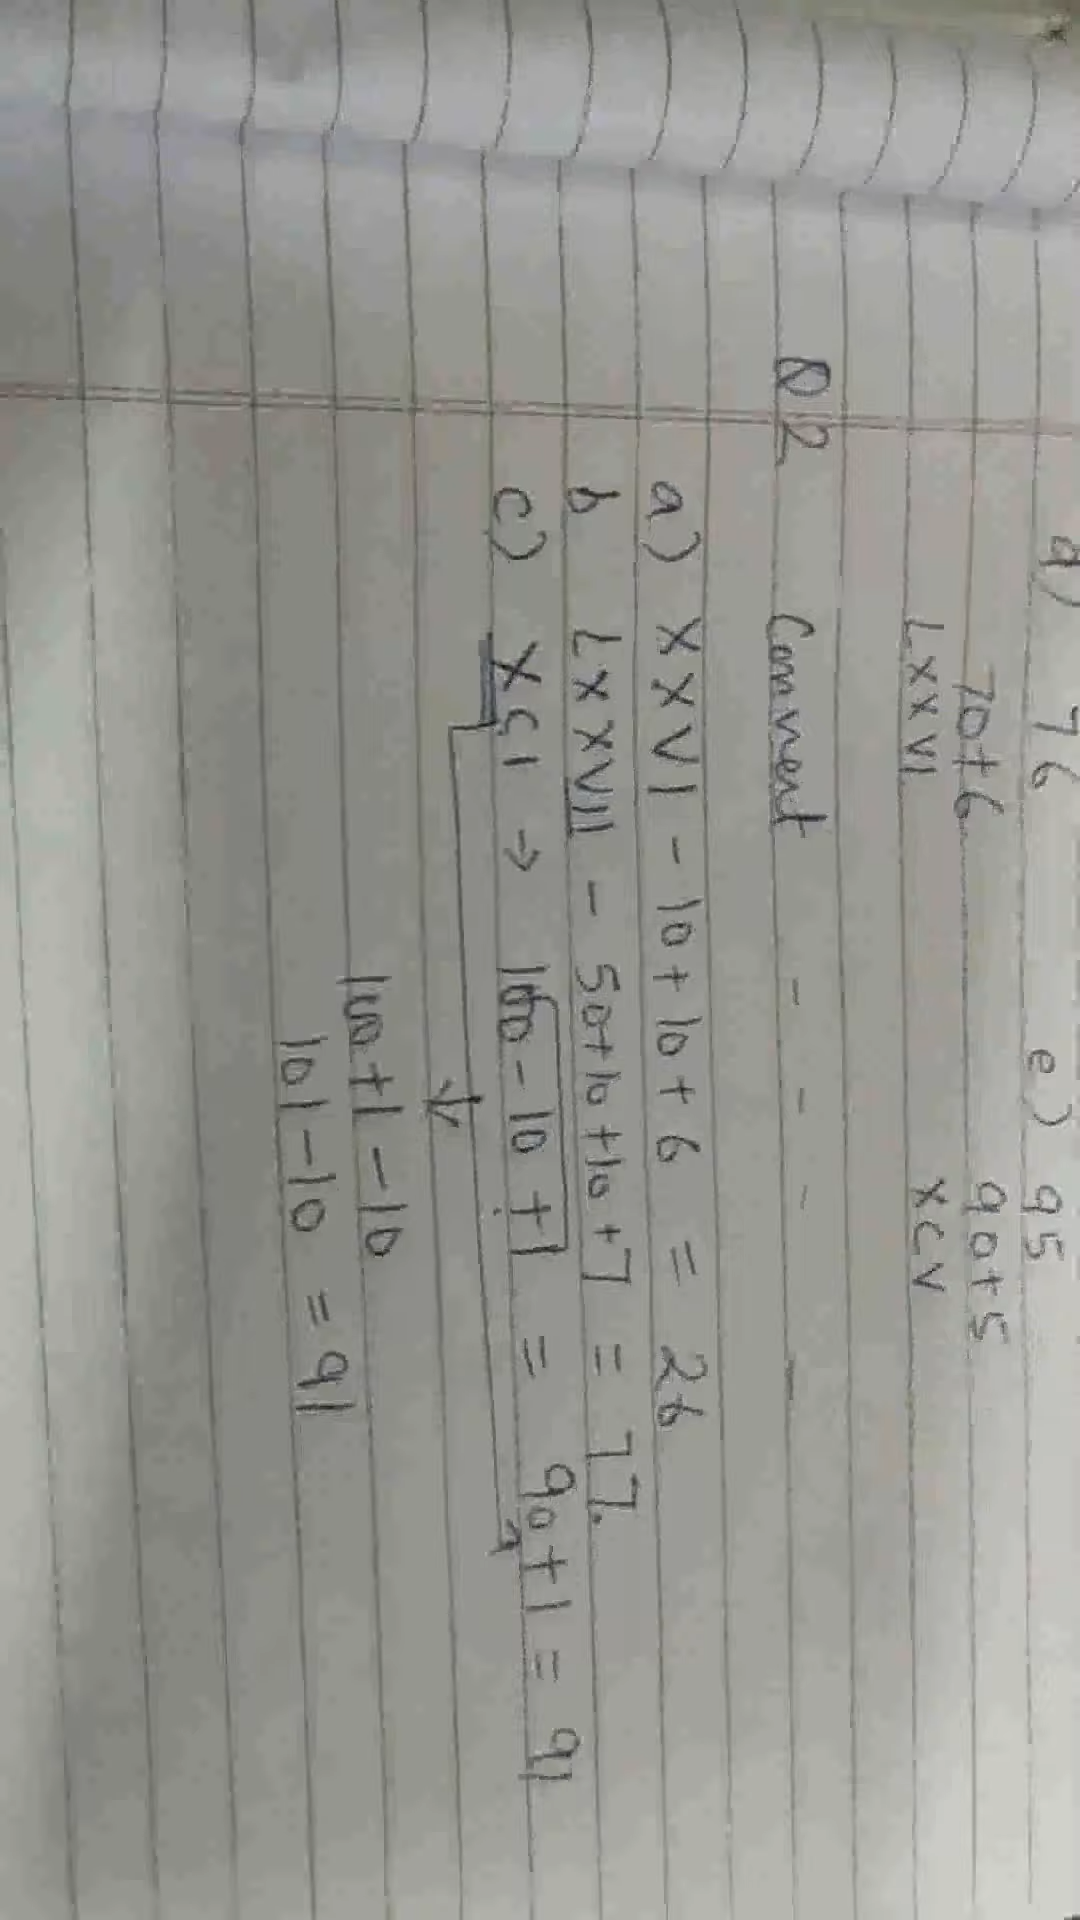 d) 76 e) 95
70+6 90+5
LXXVI XCV
Q2 Convert - - - -
a) XXVI - 10+10+6 = 26
b LXXVII - 50+10+10+7 = 77.
c) XCI → 100-10+1 = 90+1 = 91
100+1-10
101-10 = 91